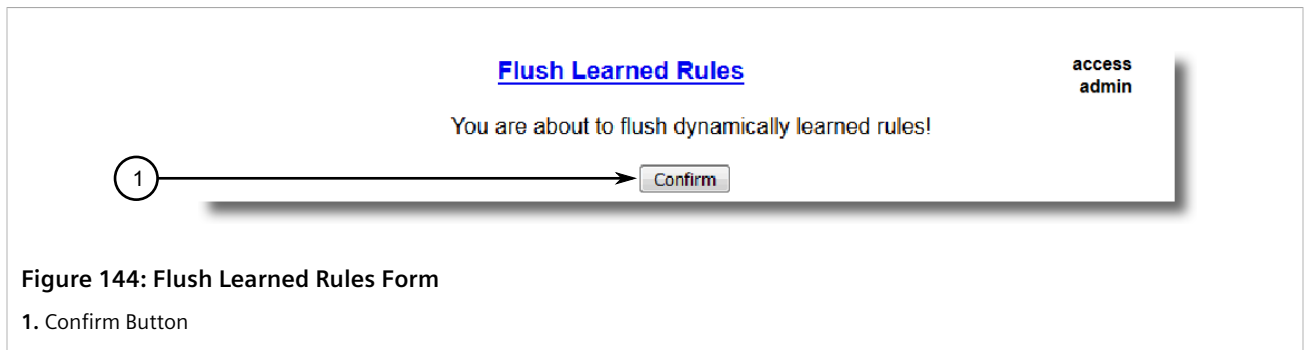 Flush Learned Rules
access
admin
You are about to flush dynamically learned rules!
1
Confirm
Figure 144: Flush Learned Rules Form
1. Confirm Button